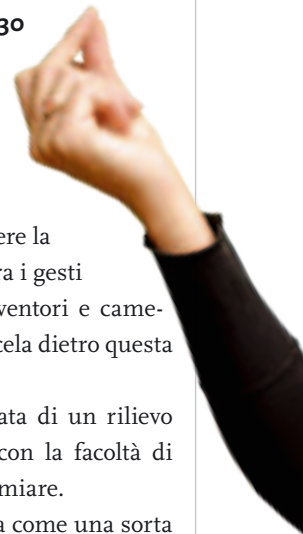 30
ere la
ra i gesti
ventori e came-
cela dietro questa
ata di un rilievo
con la facoltà di
miare.
a come una sorta